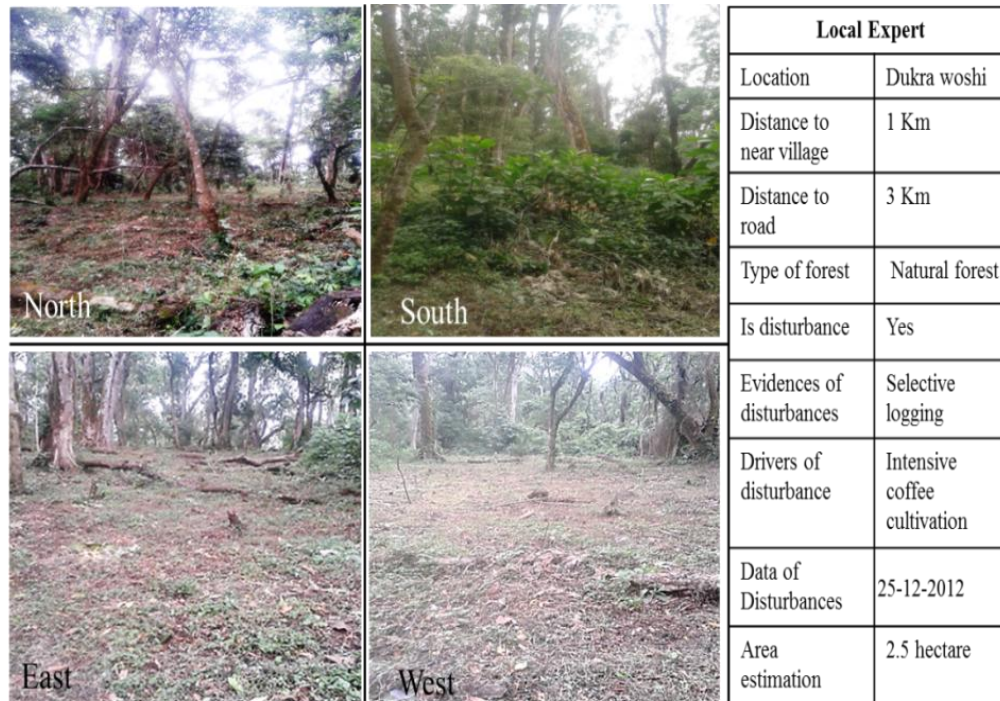 North
South
East
West
Local Expert
Location
Dukra woshi
Distance to
near village
1 Km
Distance to
road
3 Km
Type of forest
Natural forest
Is disturbance
Yes
Evidences of
disturbances
Selective
logging
Drivers of
disturbance
Intensive
coffee
cultivation
Data of
Disturbances
25-12-2012
Area
estimation
2.5 hectare